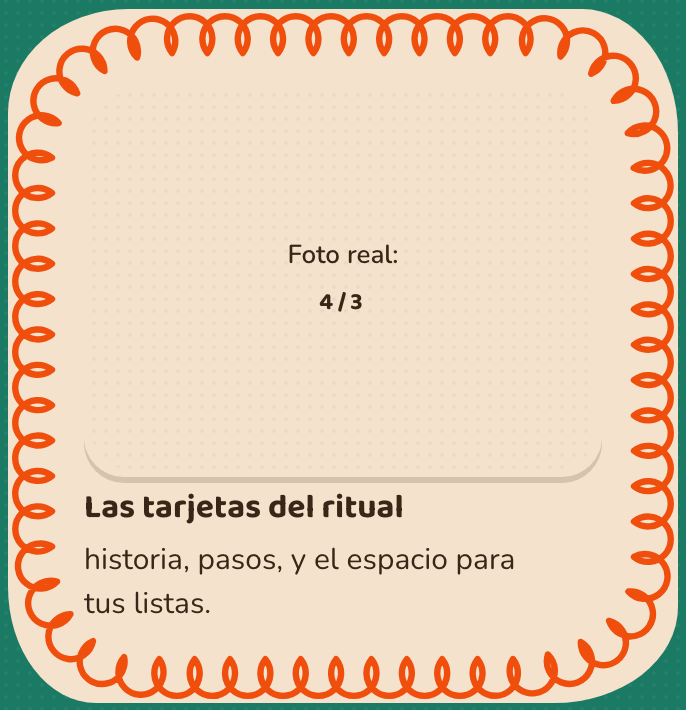 Foto real:
4 / 3
Las tarjetas del ritual
historia, pasos, y el espacio para
tus listas.